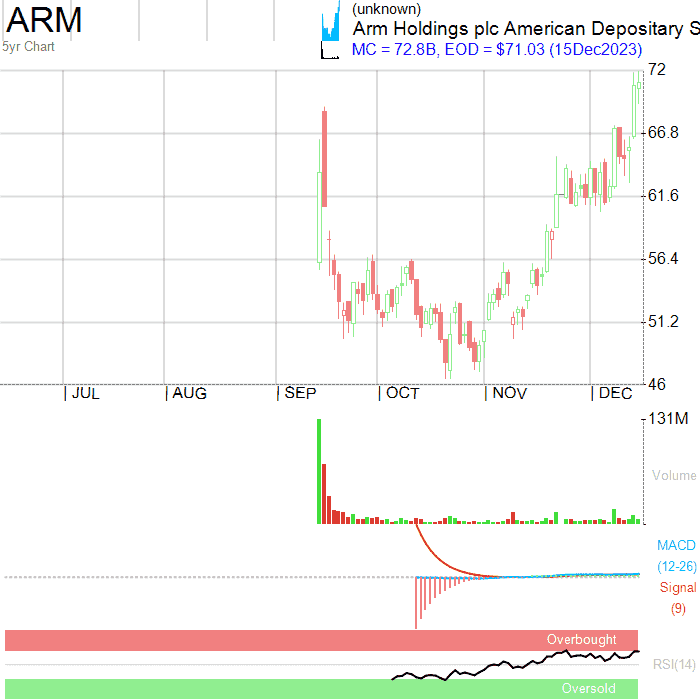 ARM
5yr Chart
(unknown)
Arm Holdings plc American Depositary S
MC = 72.8B, EOD = $71.03 (15Dec2023)
72
66.8
61.6
56.4
51.2
46
JUL AUG SEP OCT NOV DEC
131M
Volume
MACD
(12-26)
Signal
(9)
Overbought
RSI(14)
Oversold